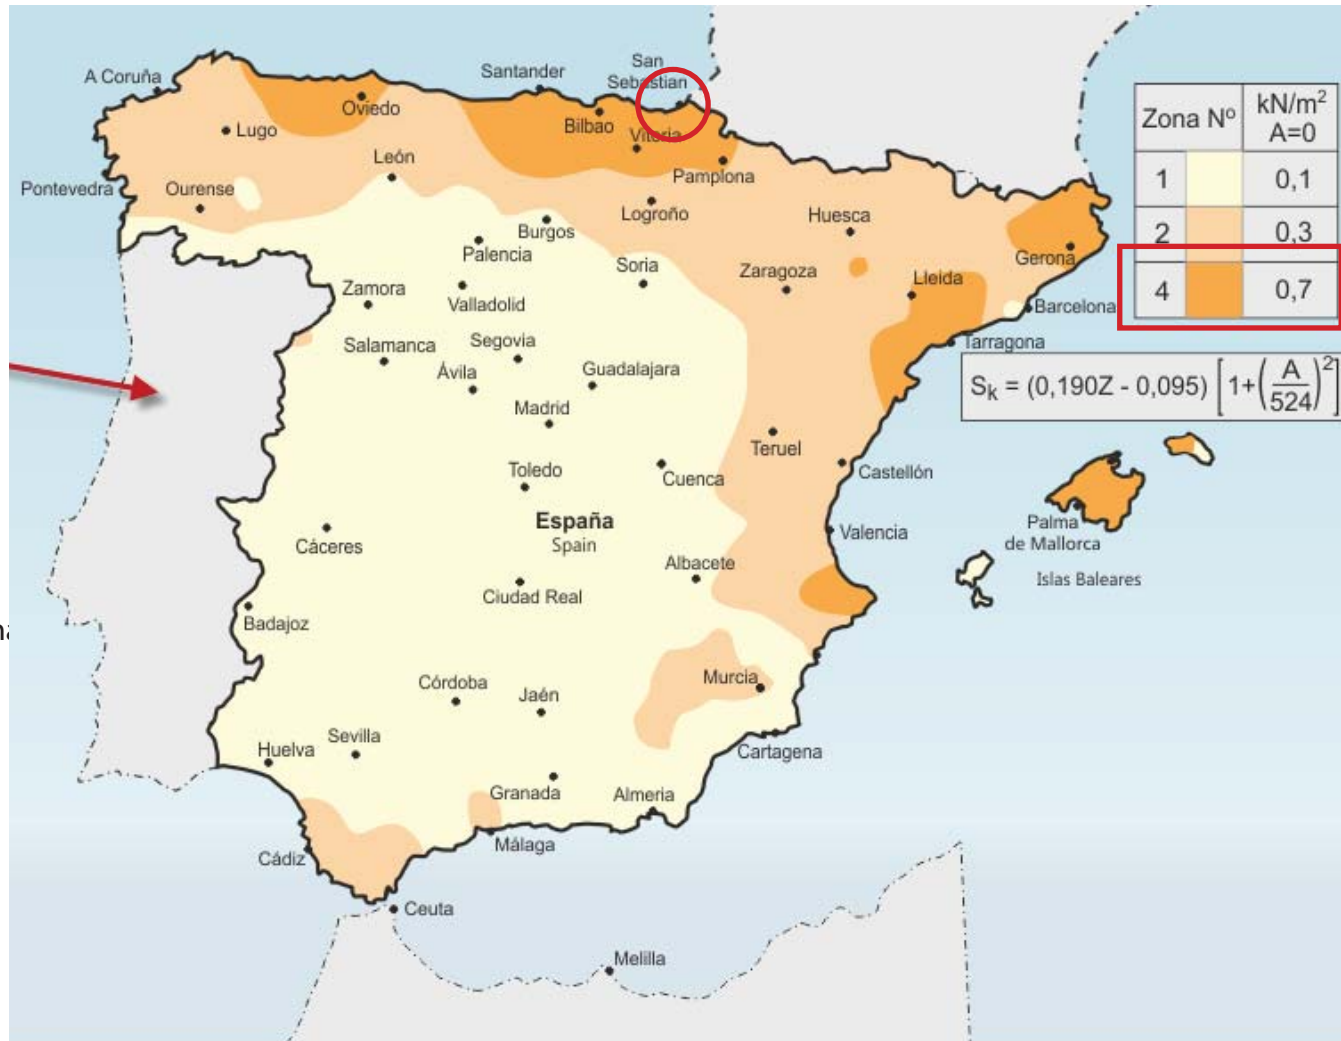 San
Santander
Sebastian
A Coruña
Oviedo
Bilbao
Lugo
Vitoria
León
Pamplona
Pontevedra
Ourense
Logroño
Huesca
Burgos
Palencia
Soria
Gerona
Zaragoza
Lleida
Zamora
Valladolid
Barcelona
Segovia
Salamanca
Tarragona
Ávila
Guadalajara
Madrid
Teruel
Toledo
Castellón
Cuenca
España
Spain
Palma
de Mallorca
Valencia
Cáceres
Albacete
Islas Baleares
Ciudad Real
Badajoz
Murcia
Córdoba
Jaén
Sevilla
Huelva
Cartagena
Granada
Almeria
Málaga
Cádiz
Ceuta
Melilla
Zona Nº kN/m² A=0
1 0,1
2 0,3
4 0,7
Sk = (0,190Z - 0,095) [1+(A/524)²]